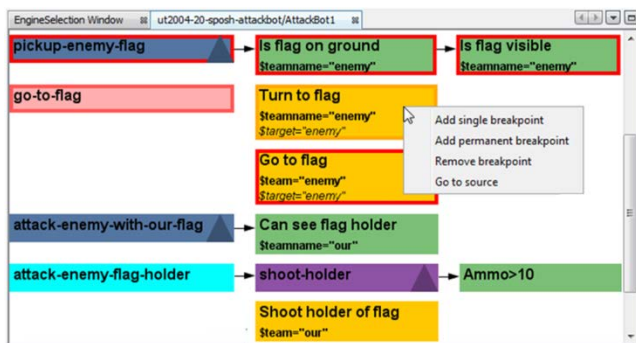 EngineSelection Window
ut2004-20-sposh-attackbot/AttackBot1
pickup-enemy-flag
Is flag on ground
$teamname="enemy"
Is flag visible
$teamname="enemy"
go-to-flag
Turn to flag
$teamname="enemy"
$target="enemy"
Add single breakpoint
Add permanent breakpoint
Remove breakpoint
Go to source
Go to flag
$team="enemy"
$target="enemy"
attack-enemy-with-our-flag
Can see flag holder
$teamname="our"
attack-enemy-flag-holder
shoot-holder
Ammo>10
Shoot holder of flag
$team="our"